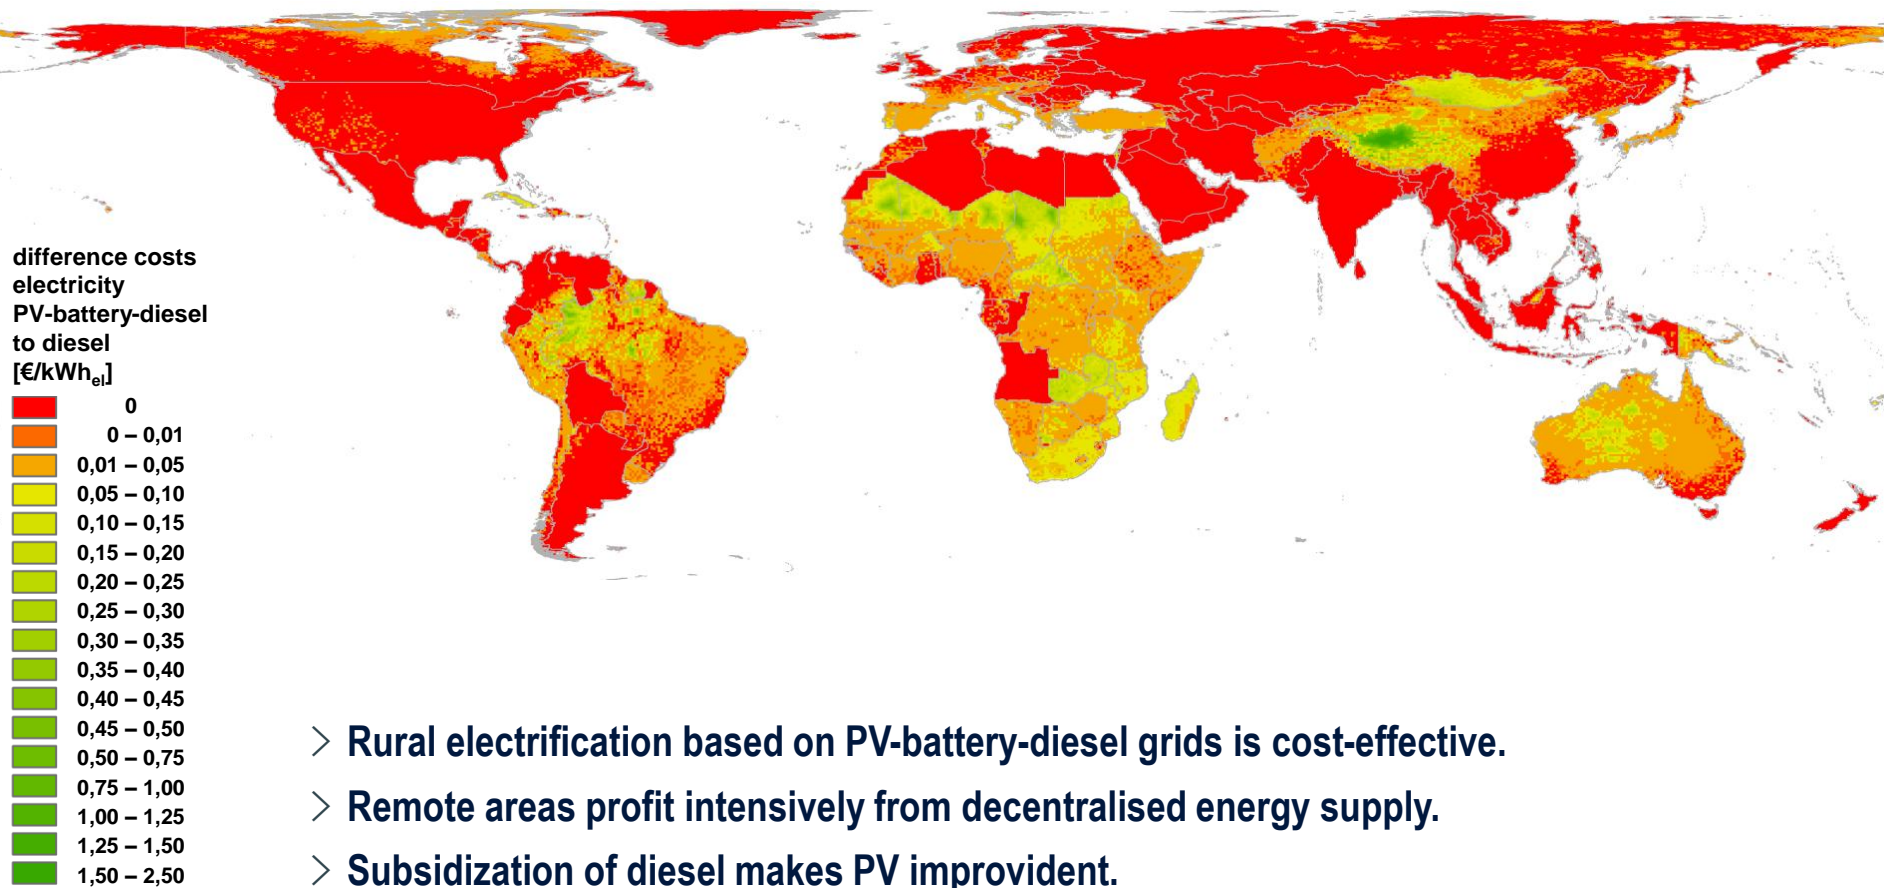 difference costs
electricity
PV-battery-diesel
to diesel
[€/kWhel]
0
0 – 0,01
0,01 – 0,05
0,05 – 0,10
0,10 – 0,15
0,15 – 0,20
0,20 – 0,25
0,25 – 0,30
0,30 – 0,35
0,35 – 0,40
0,40 – 0,45
0,45 – 0,50
0,50 – 0,75
0,75 – 1,00
1,00 – 1,25
1,25 – 1,50
1,50 – 2,50
> Rural electrification based on PV-battery-diesel grids is cost-effective.
> Remote areas profit intensively from decentralised energy supply.
> Subsidization of diesel makes PV improvident.